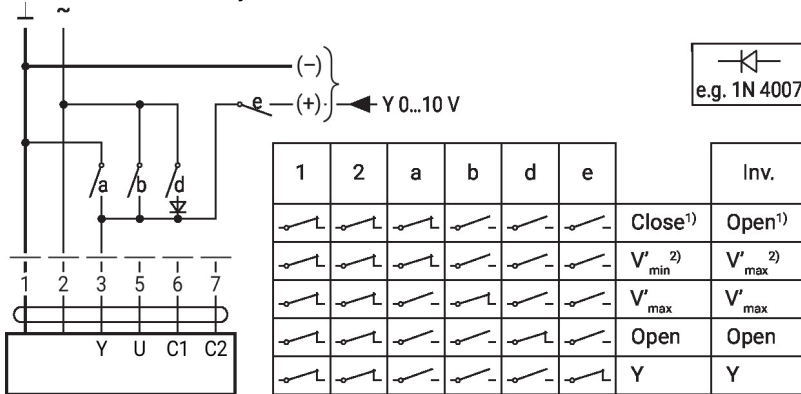 ⊥ ~
(−)
e (+) Y 0...10 V
e.g. 1N 4007
a b d
1 2 3 5 6 7
Y U C1 C2
1 2 a b d e Inv.
Close¹⁾ Open¹⁾
V'min²⁾ V'max²⁾
V'max V'max
Open Open
Y Y